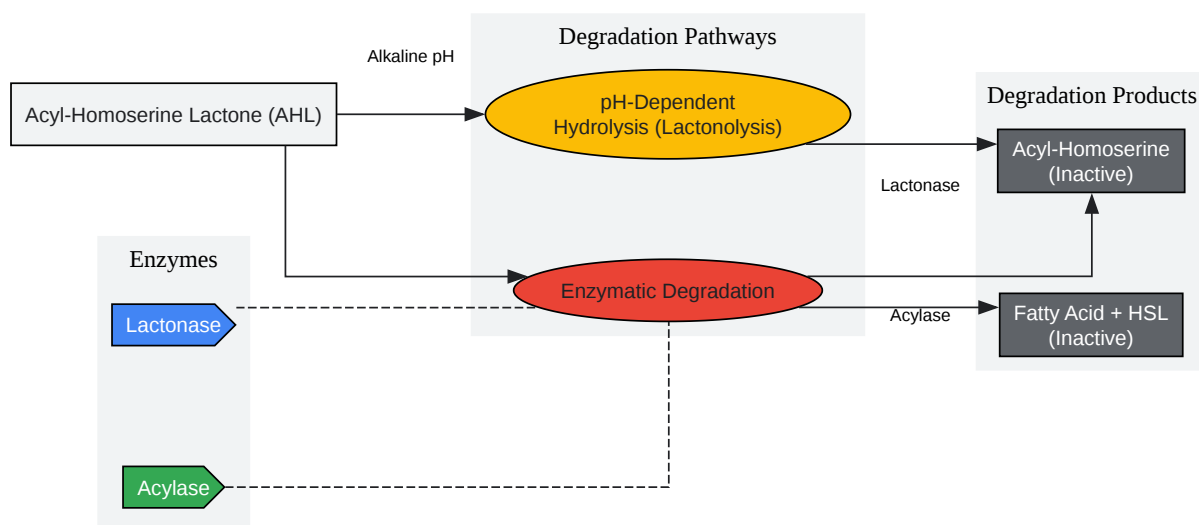 Degradation Pathways
Alkaline pH
Acyl-Homoserine Lactone (AHL)
pH-Dependent
Hydrolysis (Lactonolysis)
Degradation Products
Acyl-Homoserine
(Inactive)
Lactonase
Enzymes
Lactonase
Enzymatic Degradation
Acylase
Fatty Acid + HSL
(Inactive)
Acylase